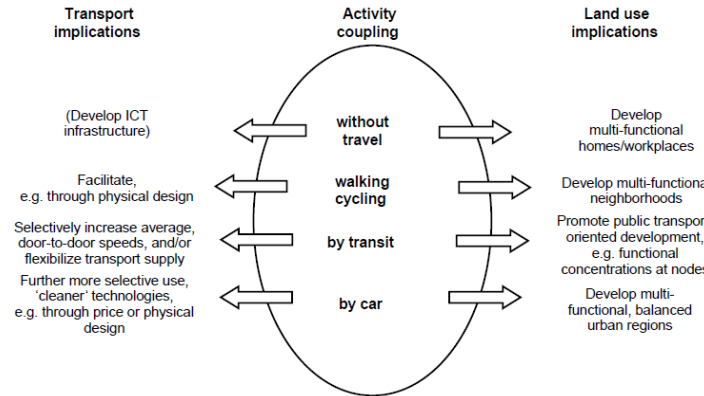 Transport
implications
Activity
coupling
Land use
implications
(Develop ICT
infrastructure)
without
travel
Develop
multi-functional
homes/workplaces
Facilitate,
e.g. through physical design
walking
cycling
Develop multi-functional
neighborhoods
Selectively increase average,
door-to-door speeds, and/or
flexibilize transport supply
by transit
Promote public transport
oriented development,
e.g. functional
concentrations at nodes
Further more selective use,
‘cleaner‘ technologies,
e.g. through price or physical
design
by car
Develop multi-
functional, balanced
urban regions